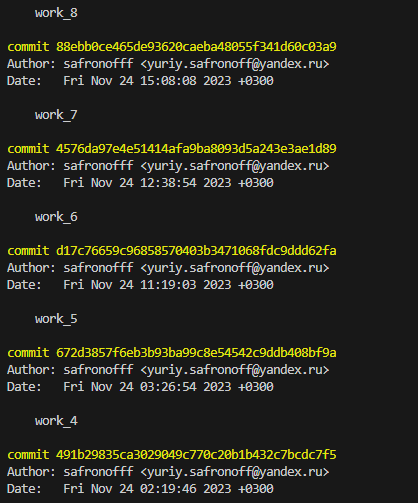 work_8
commit 88ebb0ce465de93620caeba48055f341d60c03a9
Author: safronofff <yuriy.safronoff@yandex.ru>
Date:   Fri Nov 24 15:08:08 2023 +0300
work_7
commit 4576da97e4e51414afa9ba8093d5a243e3ae1d89
Author: safronofff <yuriy.safronoff@yandex.ru>
Date:   Fri Nov 24 12:38:54 2023 +0300
work_6
commit d17c76659c96858570403b3471068fdc9ddd62fa
Author: safronofff <yuriy.safronoff@yandex.ru>
Date:   Fri Nov 24 11:19:03 2023 +0300
work_5
commit 672d3857f6eb3b93ba99c8e54542c9ddb408bf9a
Author: safronofff <yuriy.safronoff@yandex.ru>
Date:   Fri Nov 24 03:26:54 2023 +0300
work_4
commit 491b29835ca3029049c770c20b1b432c7bcdc7f5
Author: safronofff <yuriy.safronoff@yandex.ru>
Date:   Fri Nov 24 02:19:46 2023 +0300